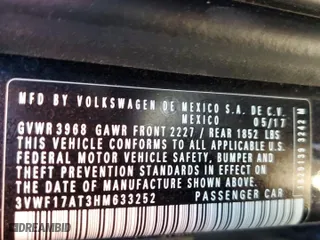 MFD BY VOLKSWAGEN DE MEXICO S.A. DE C.V.
MEXICO 05/17
GVWR 3968 GAWR FRONT 2227 / REAR 1852 LBS
THIS VEHICLE CONFORMS TO ALL APPLICABLE U.S.
FEDERAL MOTOR VEHICLE SAFETY, BUMPER AND
THEFT PREVENTION STANDARDS IN EFFECT ON THE
DATE OF MANUFACTURE SHOWN ABOVE
3VWF17AT3HM633252 PASSENGER CAR